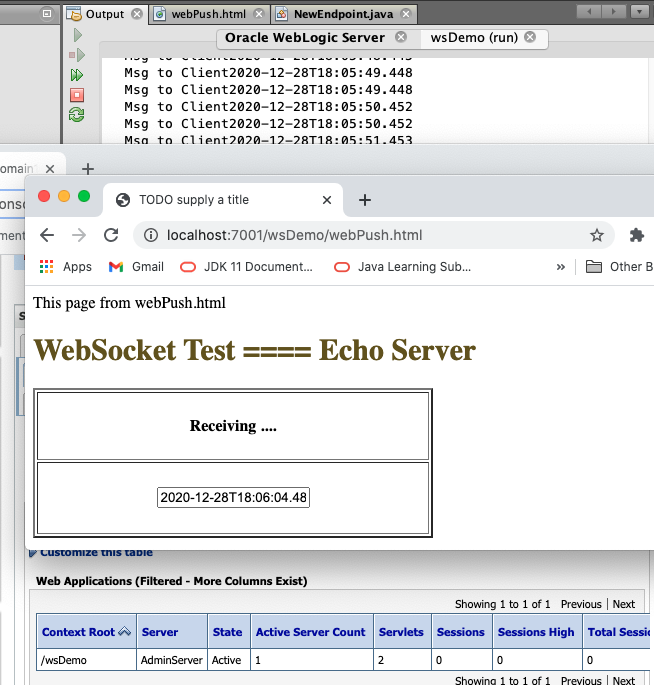 Output webPush.html NewEndpoint.java
Oracle WebLogic Server wsDemo (run)
Msg to Client2020-12-28T18:05:49.448
Msg to Client2020-12-28T18:05:49.448
Msg to Client2020-12-28T18:05:50.452
Msg to Client2020-12-28T18:05:50.452
Msg to Client2020-12-28T18:05:51.453
TODO supply a title
localhost:7001/wsDemo/webPush.html
Apps Gmail JDK 11 Document... Java Learning Sub... » Other B
This page from webPush.html
WebSocket Test ==== Echo Server
Receiving ....
2020-12-28T18:06:04.48
Customize this table
Web Applications (Filtered - More Columns Exist)
Showing 1 to 1 of 1 Previous | Next
Context Root Server State Active Server Count Servlets Sessions Sessions High Total Sessi
/wsDemo AdminServer Active 1 2 0 0 0
Showing 1 to 1 of 1 Previous | Next